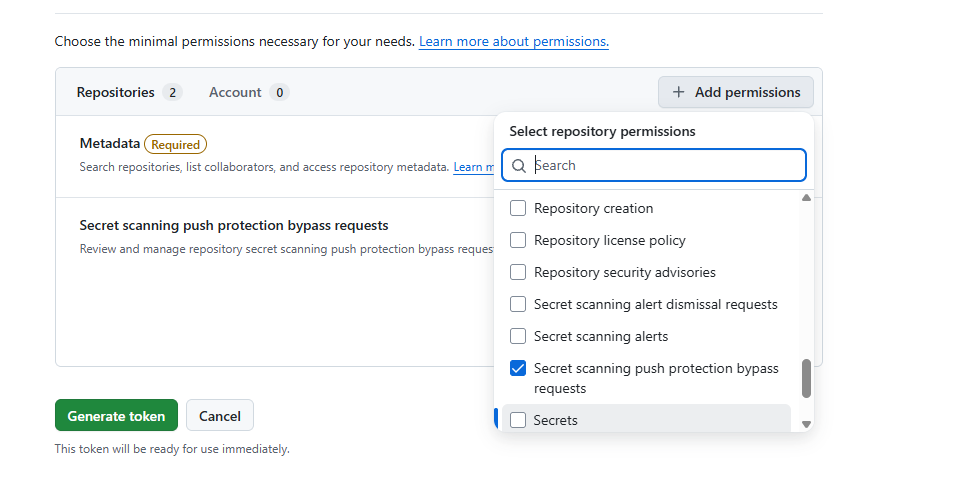 Choose the minimal permissions necessary for your needs. Learn more about permissions.
Repositories 2 Account 0
Add permissions
Metadata Required
Search repositories, list collaborators, and access repository metadata. Learn m
Secret scanning push protection bypass requests
Review and manage repository secret scanning push protection bypass reques
Select repository permissions
Search
Repository creation
Repository license policy
Repository security advisories
Secret scanning alert dismissal requests
Secret scanning alerts
Secret scanning push protection bypass
requests
Secrets
Generate token Cancel
This token will be ready for use immediately.